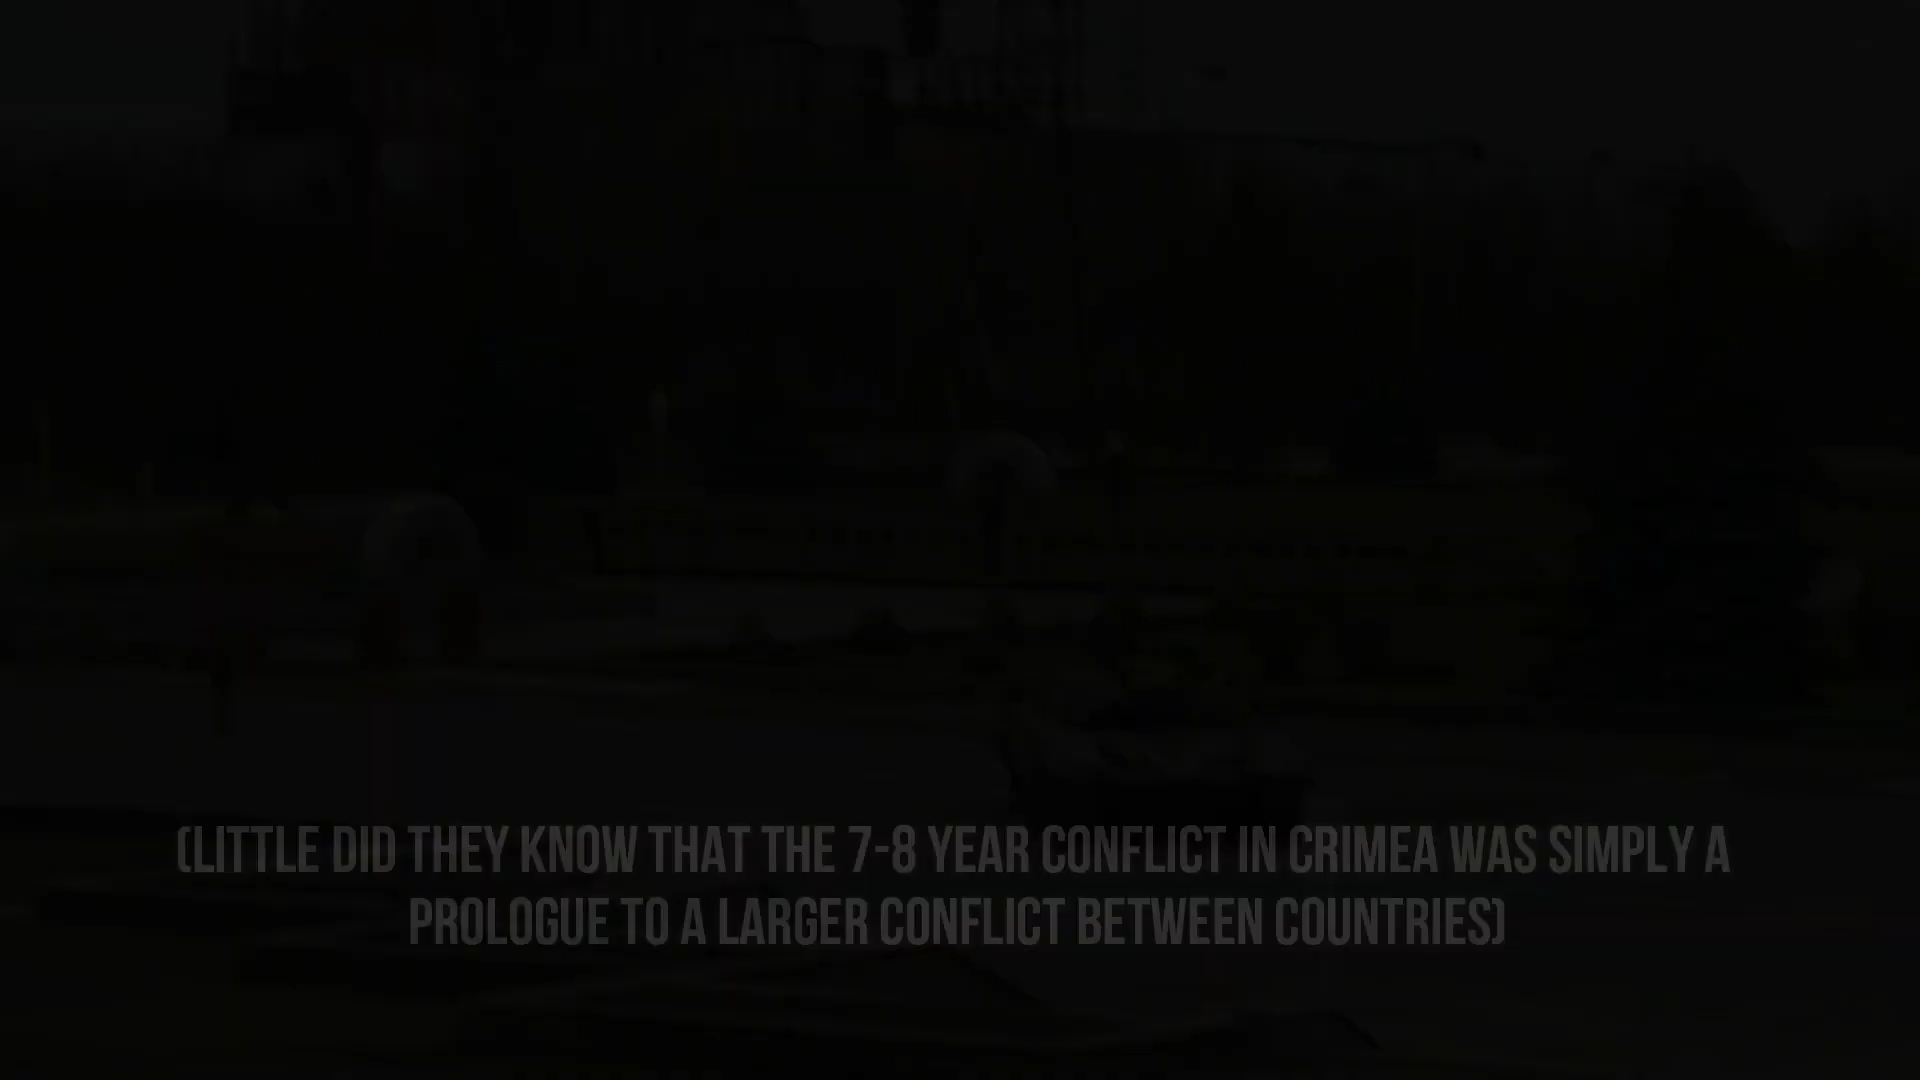 (LITTLE DID THEY KNOW THAT THE 7-8 YEAR CONFLICT IN CRIMEA WAS SIMPLY A
PROLOGUE TO A LARGER CONFLICT BETWEEN COUNTRIES)